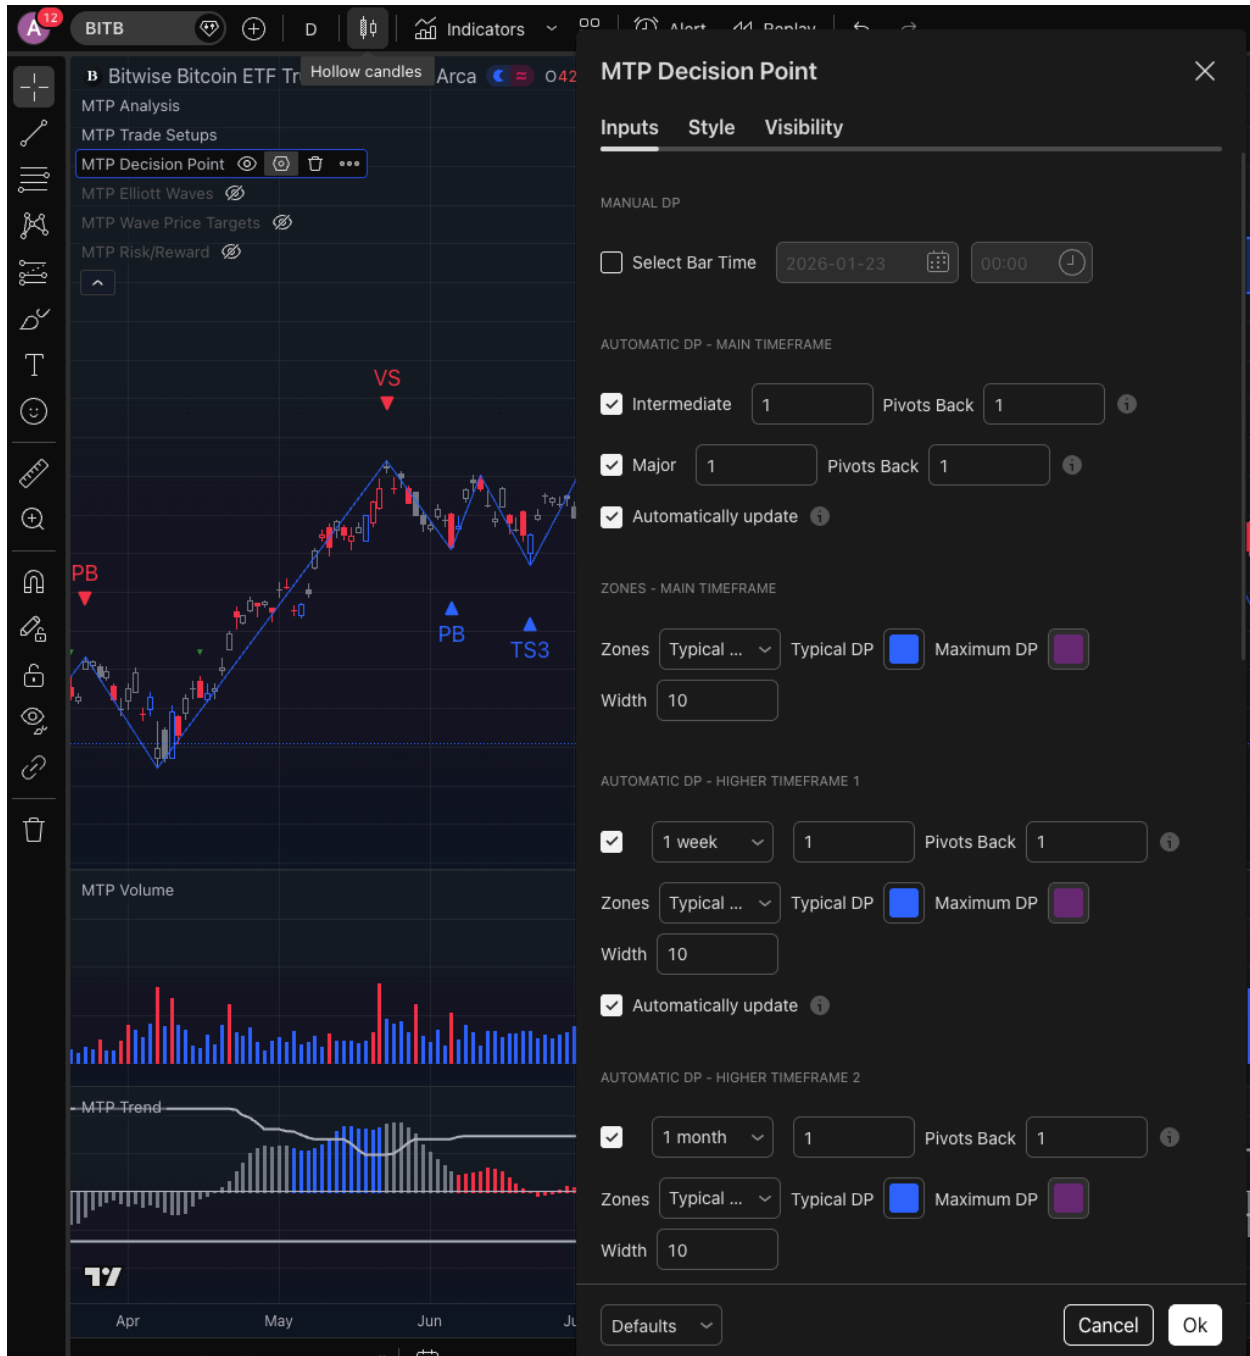 A 12 BITB D Indicators Alert Replay
Hollow candles
B Bitwise Bitcoin ETF Tr Arca O42
MTP Analysis
MTP Trade Setups
MTP Decision Point
MTP Elliott Waves
MTP Wave Price Targets
MTP Risk/Reward
VS
PB
PB
TS3
MTP Volume
MTP Trend
Apr May Jun Ju
MTP Decision Point
Inputs Style Visibility
MANUAL DP
Select Bar Time 2026-01-23 00:00
AUTOMATIC DP - MAIN TIMEFRAME
Intermediate 1 Pivots Back 1
Major 1 Pivots Back 1
Automatically update
ZONES - MAIN TIMEFRAME
Zones Typical ... Typical DP Maximum DP
Width 10
AUTOMATIC DP - HIGHER TIMEFRAME 1
1 week 1 Pivots Back 1
Zones Typical ... Typical DP Maximum DP
Width 10
Automatically update
AUTOMATIC DP - HIGHER TIMEFRAME 2
1 month 1 Pivots Back 1
Zones Typical ... Typical DP Maximum DP
Width 10
Defaults Cancel Ok